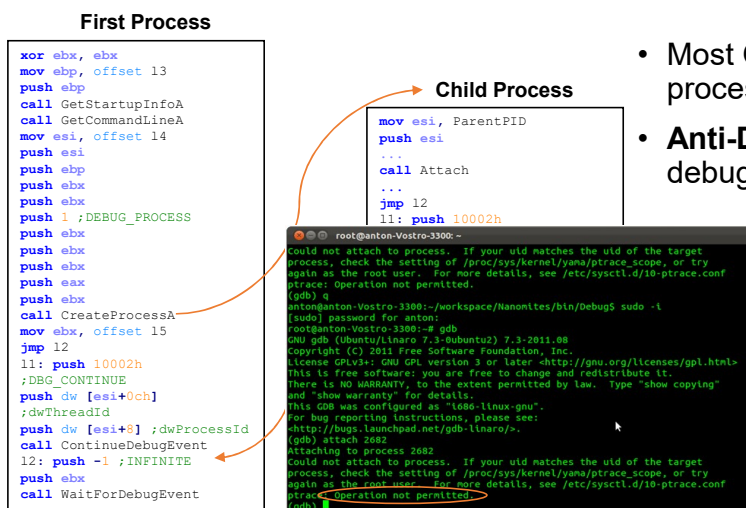 First Process
xor ebx, ebx
mov ebp, offset l3
push ebp
call GetStartupInfoA
call GetCommandLineA
mov esi, offset l4
push esi
push ebp
push ebx
push ebx
push 1 ;DEBUG_PROCESS
push ebx
push ebx
push ebx
push eax
push ebx
call CreateProcessA
mov ebx, offset l5
jmp l2
l1: push 10002h
;DBG_CONTINUE
push dw [esi+0ch]
;dwThreadId
push dw [esi+8] ;dwProcessId
call ContinueDebugEvent
l2: push -1 ;INFINITE
push ebx
call WaitForDebugEvent
Child Process
mov esi, ParentPID
push esi
...
call Attach
...
jmp l2
l1: push 10002h
• Most
proces
• Anti-D
debug
root@anton-Vostro-3300: ~
Could not attach to process. If your uid matches the uid of the target
process, check the setting of /proc/sys/kernel/yama/ptrace_scope, or try
again as the root user. For more details, see /etc/sysctl.d/10-ptrace.conf
ptrace: Operation not permitted.
(gdb) q
anton@anton-Vostro-3300:~/workspace/Nanomites/bin/Debug$ sudo -i
[sudo] password for anton:
root@anton-Vostro-3300:~# gdb
GNU gdb (Ubuntu/Linaro 7.3-0ubuntu2) 7.3-2011.08
Copyright (C) 2011 Free Software Foundation, Inc.
License GPLv3+: GNU GPL version 3 or later <http://gnu.org/licenses/gpl.html>
This is free software: you are free to change and redistribute it.
There is NO WARRANTY, to the extent permitted by law. Type "show copying"
and "show warranty" for details.
This GDB was configured as "i686-linux-gnu".
For bug reporting instructions, please see:
<http://bugs.launchpad.net/gdb-linaro/>.
(gdb) attach 2682
Attaching to process 2682
Could not attach to process. If your uid matches the uid of the target
process, check the setting of /proc/sys/kernel/yama/ptrace_scope, or try
again as the root user. For more details, see /etc/sysctl.d/10-ptrace.conf
ptrace: Operation not permitted.
(gdb)